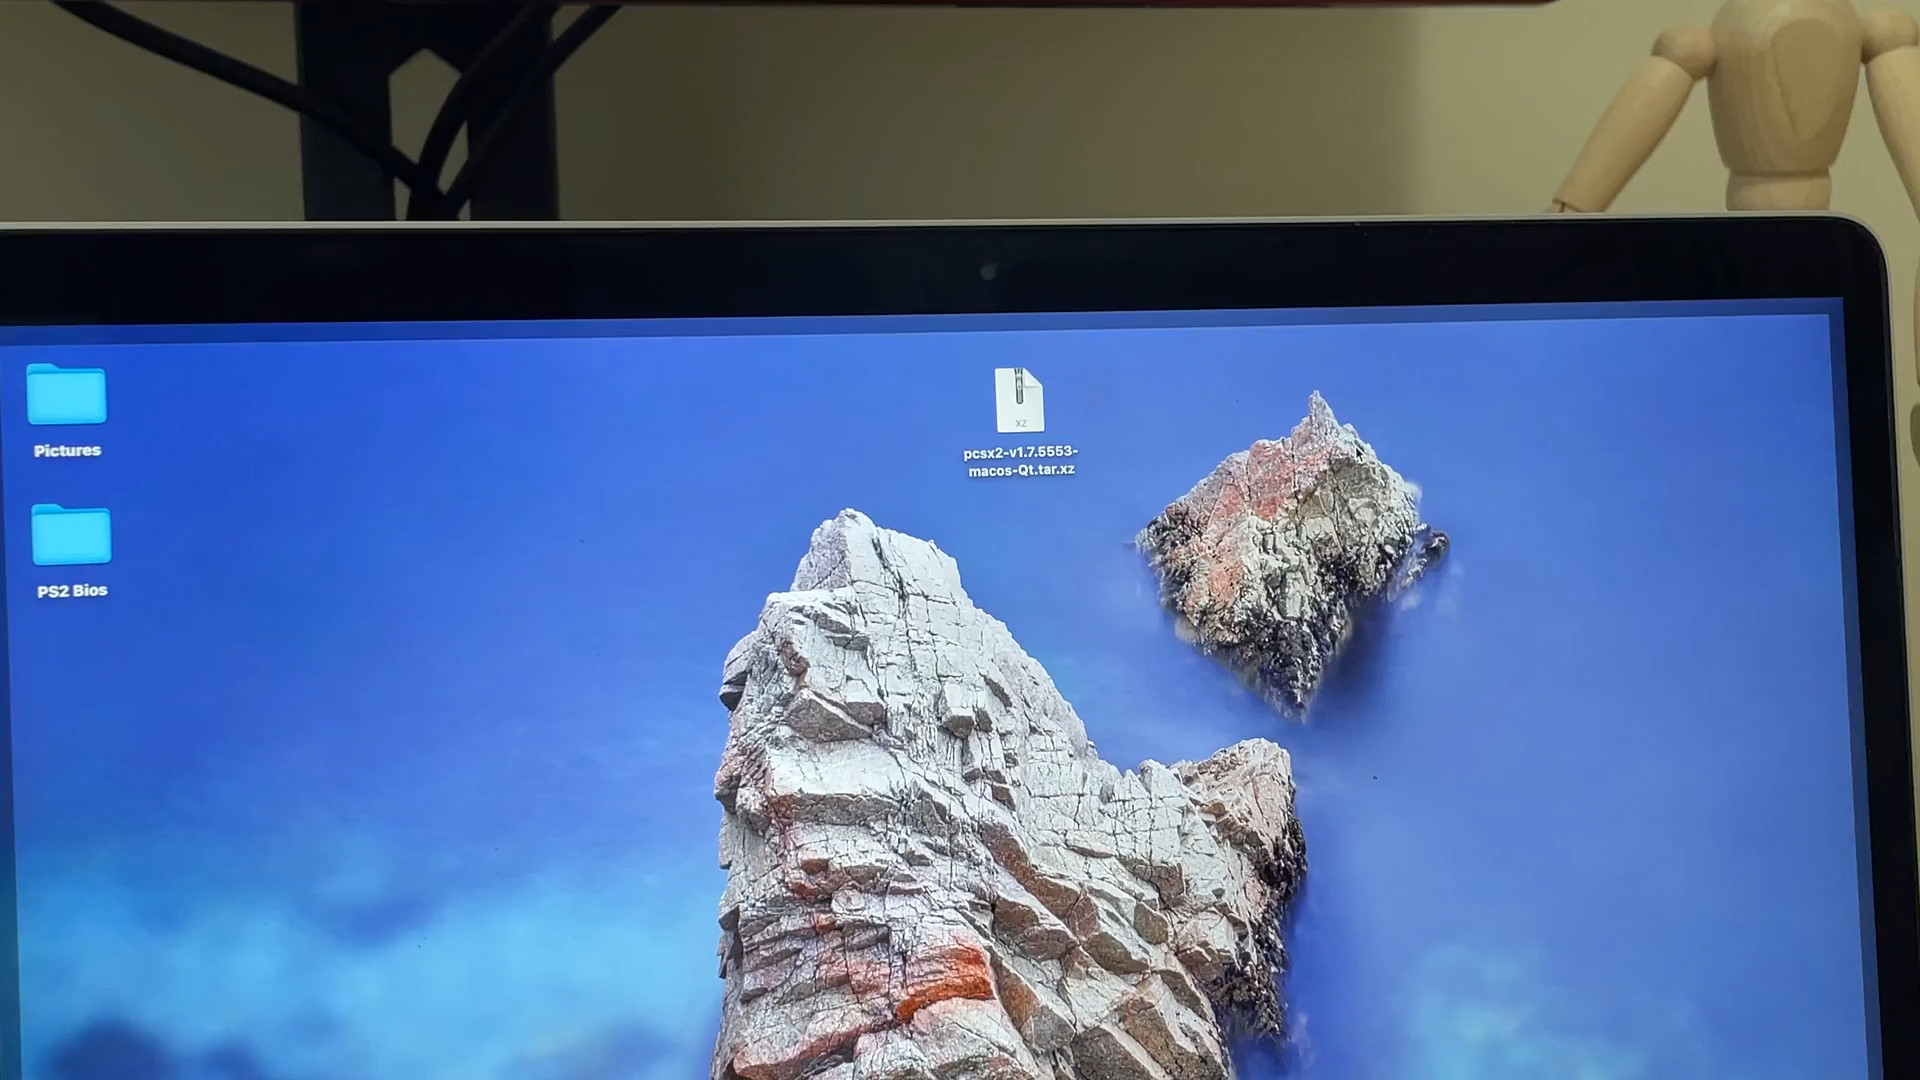 XZ
pcsx2-v1.7.5553-
macos-Qt.tar.xz
Pictures
PS2 Bios